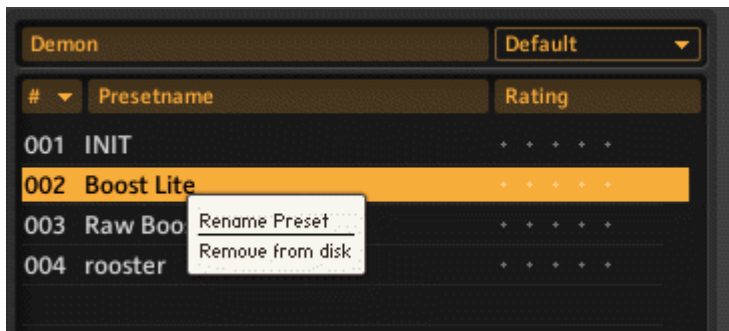 Demon Default
# Presetname Rating
001 INIT
002 Boost Lite
003 Raw Boo
Rename Preset
Remove from disk
004 rooster